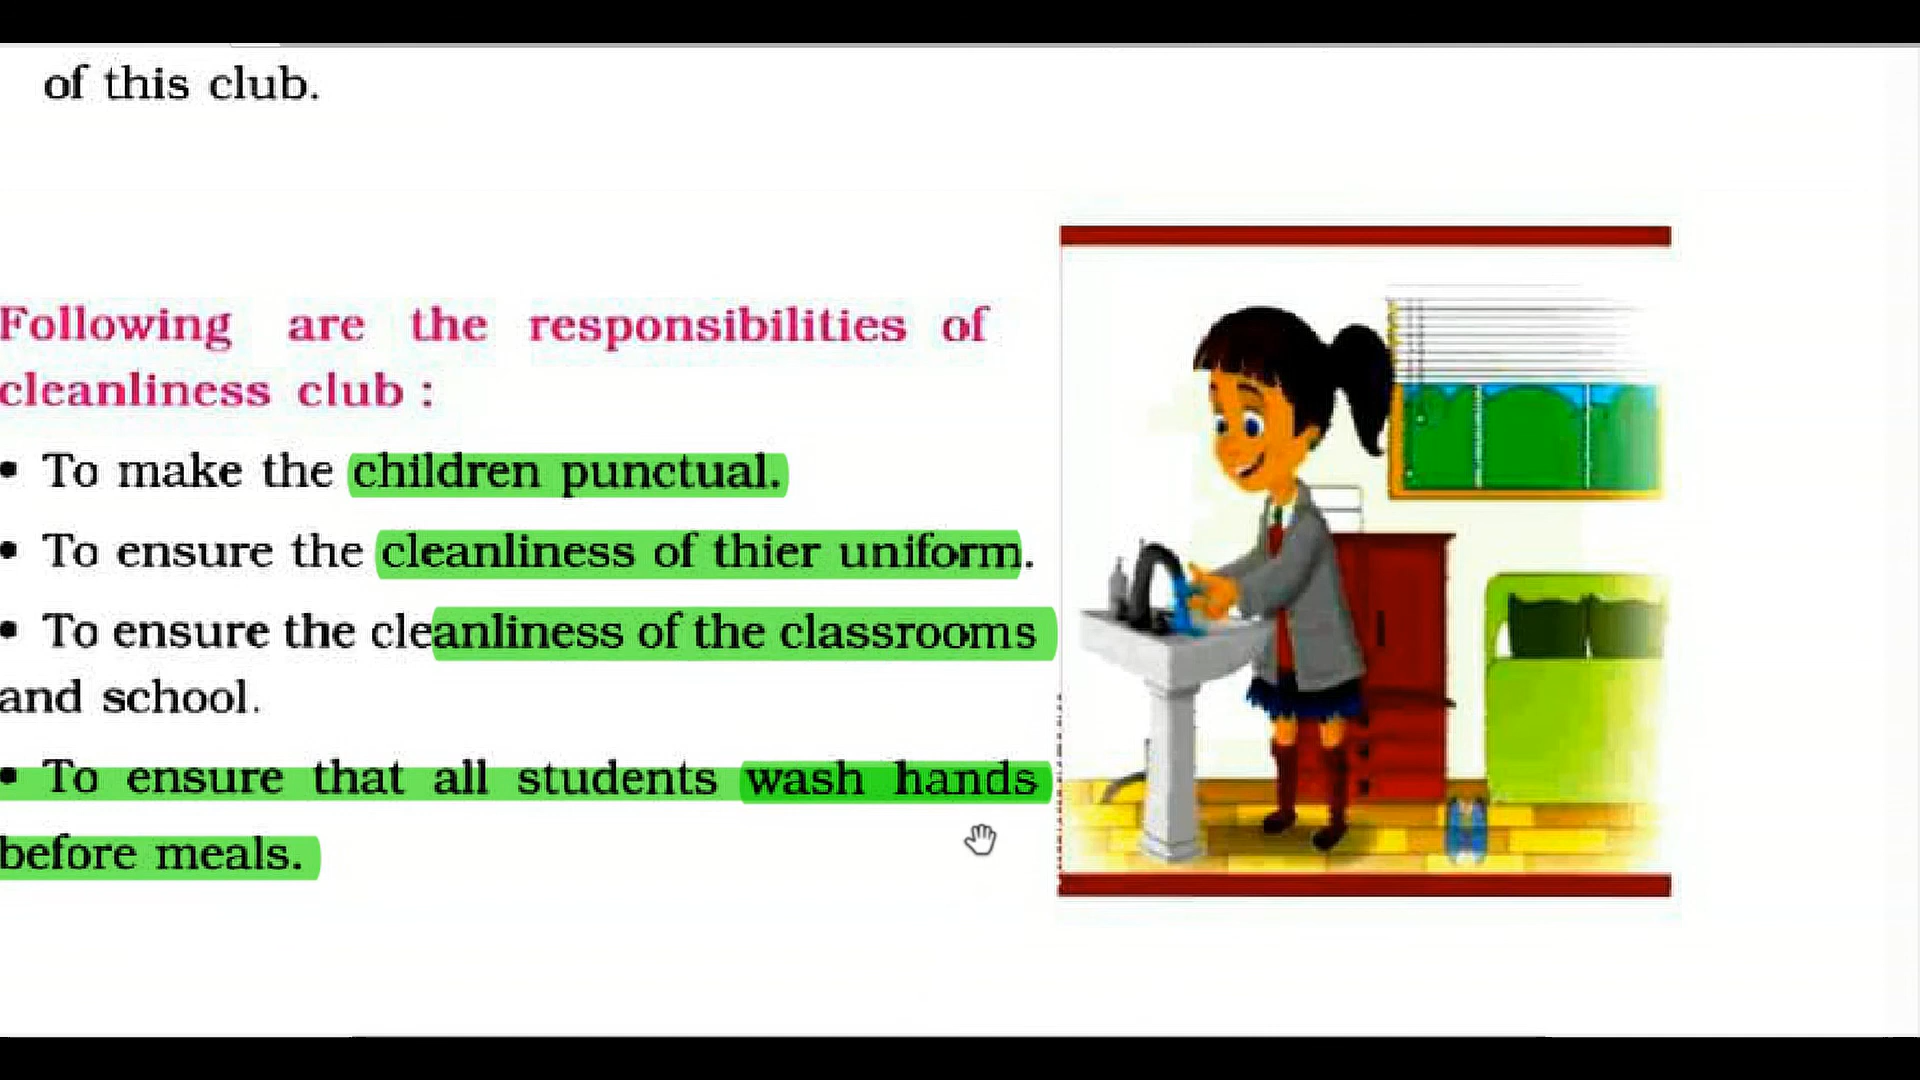 of this club.
Following are the responsibilities of
cleanliness club :
• To make the children punctual.
• To ensure the cleanliness of thier uniform.
• To ensure the cleanliness of the classrooms
and school.
• To ensure that all students wash hands
before meals.